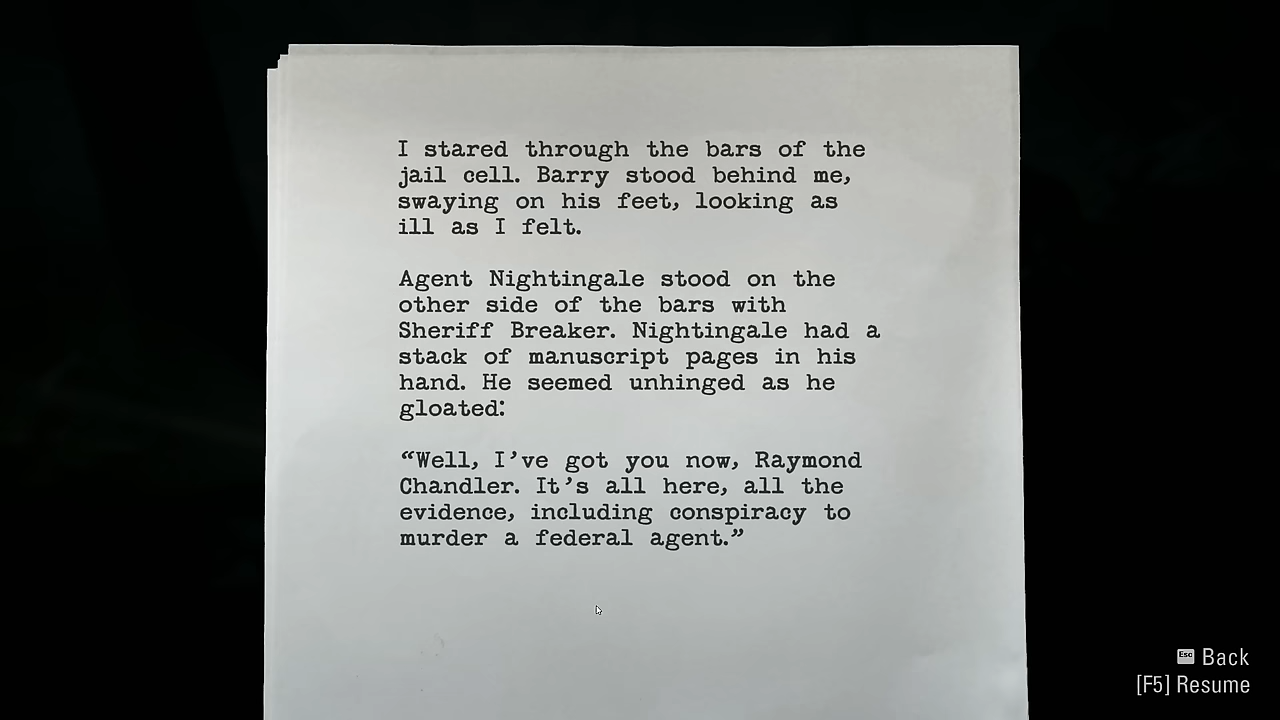 I stared through the bars of the
jail cell. Barry stood behind me,
swaying on his feet, looking as
ill as I felt.
Agent Nightingale stood on the
other side of the bars with
Sheriff Breaker. Nightingale had a
stack of manuscript pages in his
hand. He seemed unhinged as he
gloated:
“Well, I’ve got you now, Raymond
Chandler. It’s all here, all the
evidence, including conspiracy to
murder a federal agent.”
Esc Back
[F5] Resume